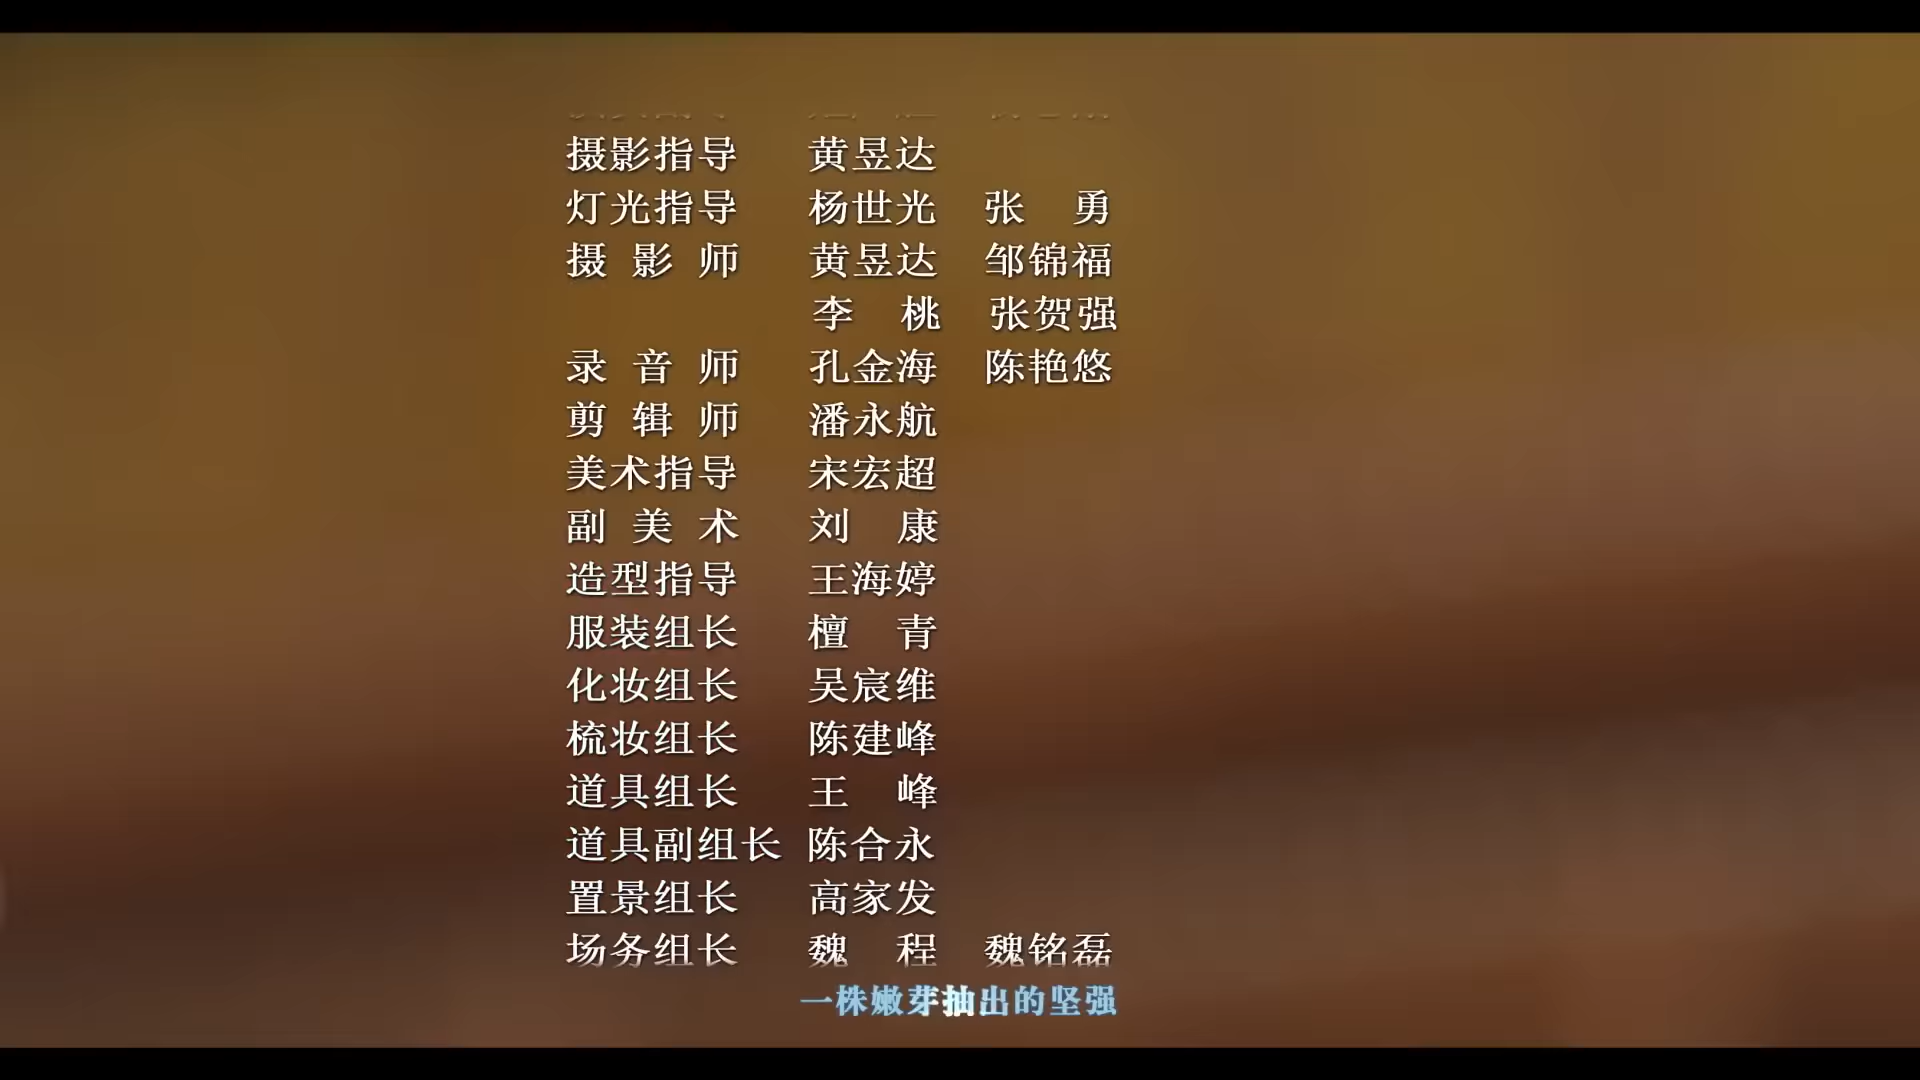 摄影指导 黄昱达
灯光指导 杨世光 张 勇
摄 影 师 黄昱达 邹锦福
李 桃 张贺强
录 音 师 孔金海 陈艳悠
剪 辑 师 潘永航
美术指导 宋宏超
副 美 术 刘 康
造型指导 王海婷
服装组长 檀 青
化妆组长 吴宸维
梳妆组长 陈建峰
道具组长 王 峰
道具副组长 陈合永
置景组长 高家发
场务组长 魏 程 魏铭磊
一株嫩芽抽出的坚强